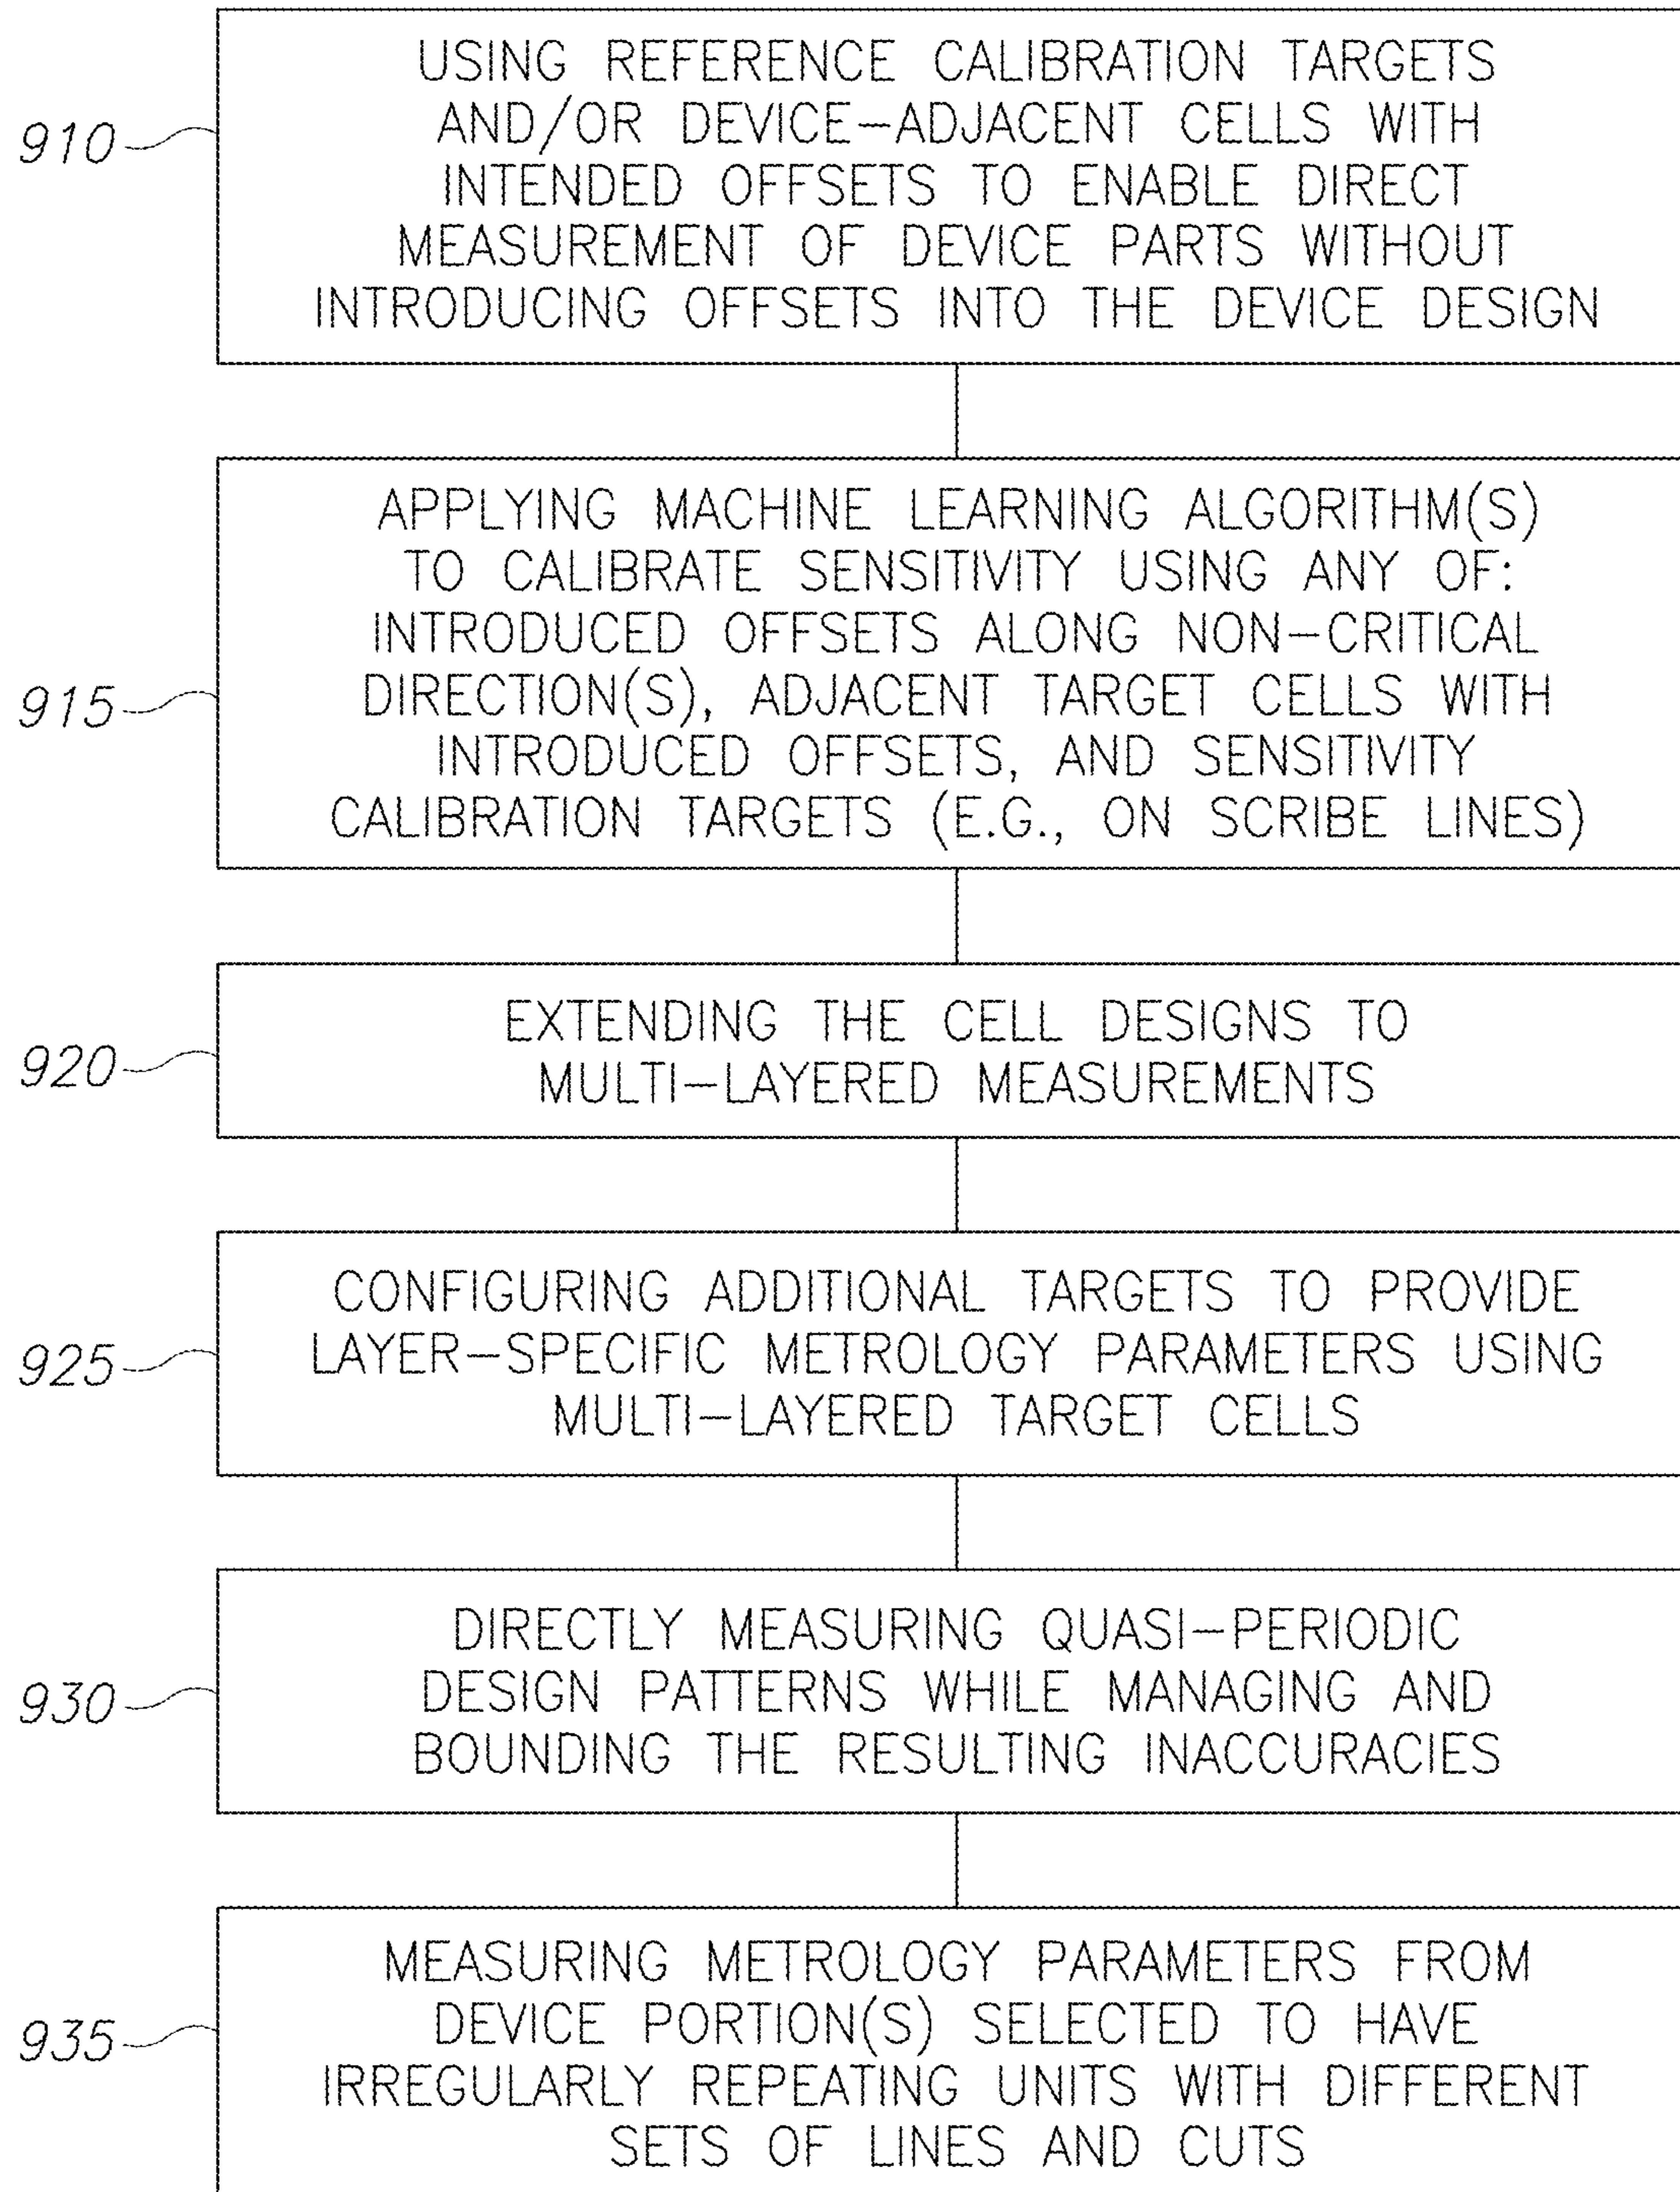 USING REFERENCE CALIBRATION TARGETS
AND/OR DEVICE-ADJACENT CELLS WITH
910
INTENDED OFFSETS TO ENABLE DIRECT
MEASUREMENT OF DEVICE PARTS WITHOUT
INTRODUCING OFFSETS INTO THE DEVICE DESIGN
APPLYING MACHINE LEARNING ALGORITHM(S)
TO CALIBRATE SENSITIVITY USING ANY OF:
INTRODUCED OFFSETS ALONG NON-CRITICAL
915
DIRECTION(S), ADJACENT TARGET CELLS WITH
INTRODUCED OFFSETS, AND SENSITIVITY
CALIBRATION TARGETS (E.G., ON SCRIBE LINES)
EXTENDING THE CELL DESIGNS TO
920
MULTI-LAYERED MEASUREMENTS
CONFIGURING ADDITIONAL TARGETS TO PROVIDE
925
LAYER-SPECIFIC METROLOGY PARAMETERS USING
MULTI-LAYERED TARGET CELLS
DIRECTLY MEASURING QUASI-PERIODIC
930
DESIGN PATTERNS WHILE MANAGING AND
BOUNDING THE RESULTING INACCURACIES
MEASURING METROLOGY PARAMETERS FROM
935
DEVICE PORTION(S) SELECTED TO HAVE
IRREGULARLY REPEATING UNITS WITH DIFFERENT
SETS OF LINES AND CUTS